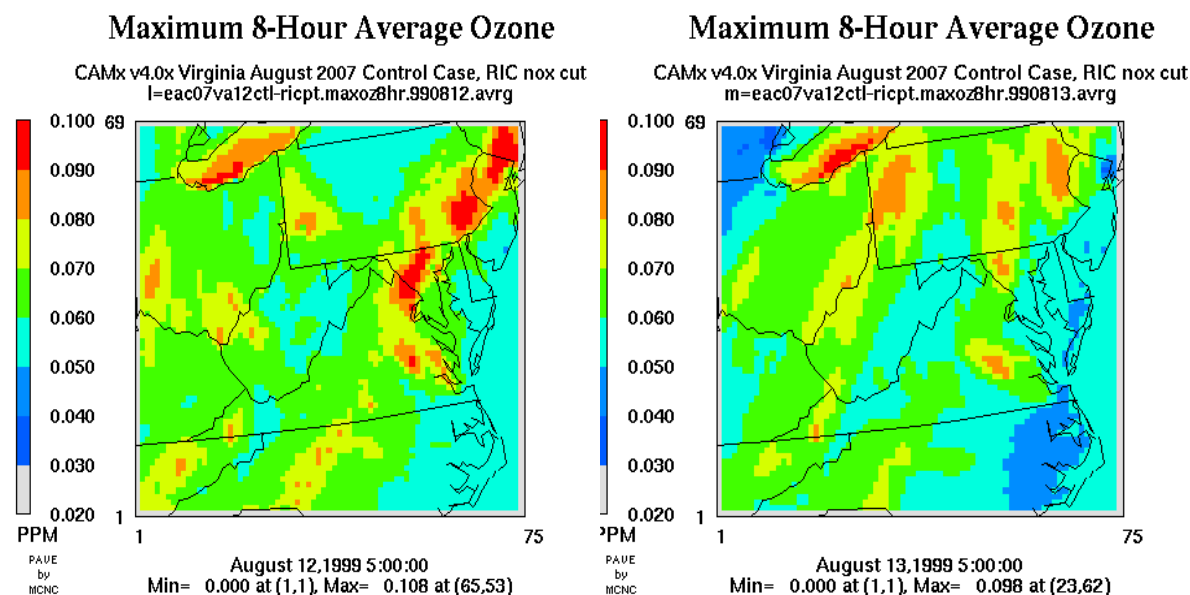 Maximum 8-Hour Average Ozone
CAMx v4.0x Virginia August 2007 Control Case, RIC nox cut
l=eac07va12ctl-ricpt.maxoz8hr.990812.avrg
0.100
0.090
0.080
0.070
0.060
0.050
0.040
0.030
0.020
PPM
PAVE
by
MCNC
69
1
1
75
August 12,1999 5:00:00
Min= 0.000 at (1,1), Max= 0.108 at (65,53)
Maximum 8-Hour Average Ozone
CAMx v4.0x Virginia August 2007 Control Case, RIC nox cut
m=eac07va12ctl-ricpt.maxoz8hr.990813.avrg
0.100
0.090
0.080
0.070
0.060
0.050
0.040
0.030
0.020
PPM
PAVE
by
MCNC
69
1
1
75
August 13,1999 5:00:00
Min= 0.000 at (1,1), Max= 0.098 at (23,62)